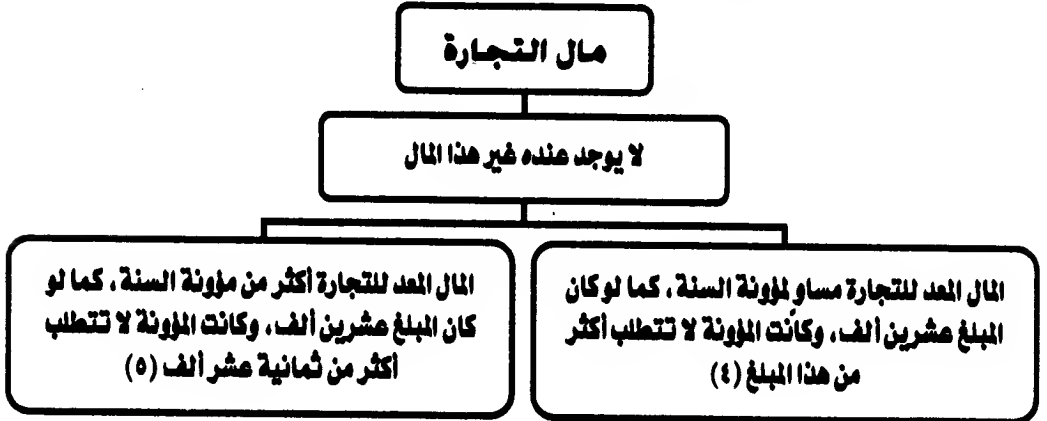 مال التجارة
لا يوجد عنده غير هذا المال
المال المعد للتجارة مساوٍ لمؤونة السنة، كما لو كان
المبلغ عشرين ألف، وكانت المؤونة لا تتطلب أكثر
من هذا المبلغ (٤)
المال المعد للتجارة أكثر من مؤونة السنة، كما لو
كان المبلغ عشرين ألف، وكانت المؤونة لا تتطلب
أكثر من ثمانية عشر ألف (٥)